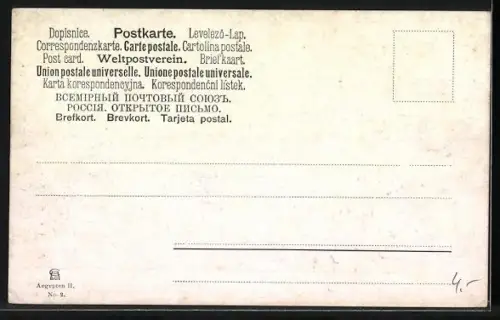 Dopisnice. Postkarte. Levelező-Lap.
Correspondenzkarte. Carte postale. Cartolina postale.
Post card. Weltpostverein. Briefkaart.
Union postale universelle. Unione postale universale.
Karta korespondencyjna. Korespondenční lístek.
ВСЕМІРНЫЙ ПОЧТОВЫЙ СОЮЗЪ.
РОССІЯ. ОТКРЫТОЕ ПИСЬМО.
Brefkort. Brevkort. Tarjeta postal.
Aegypten II,
No. 2.
4,-